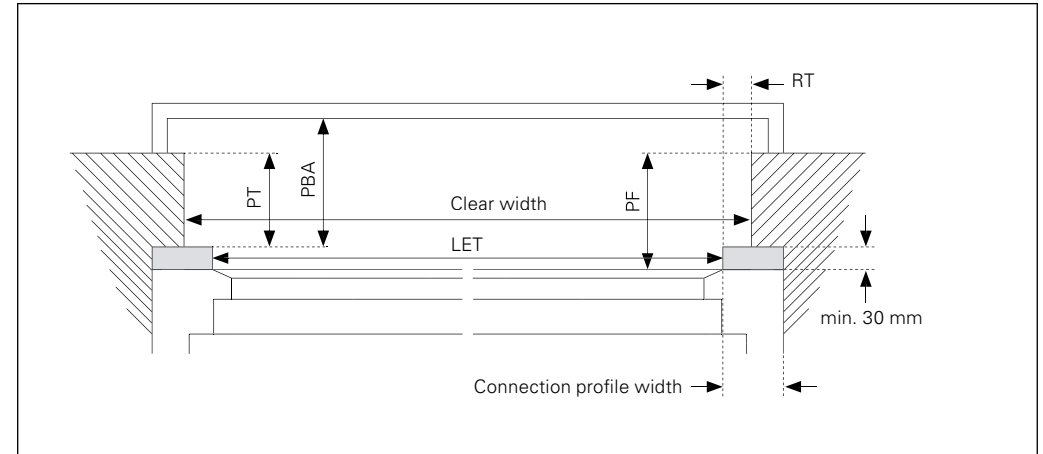 RT
PT
PBA
PF
Clear width
LET
min. 30 mm
Connection profile width